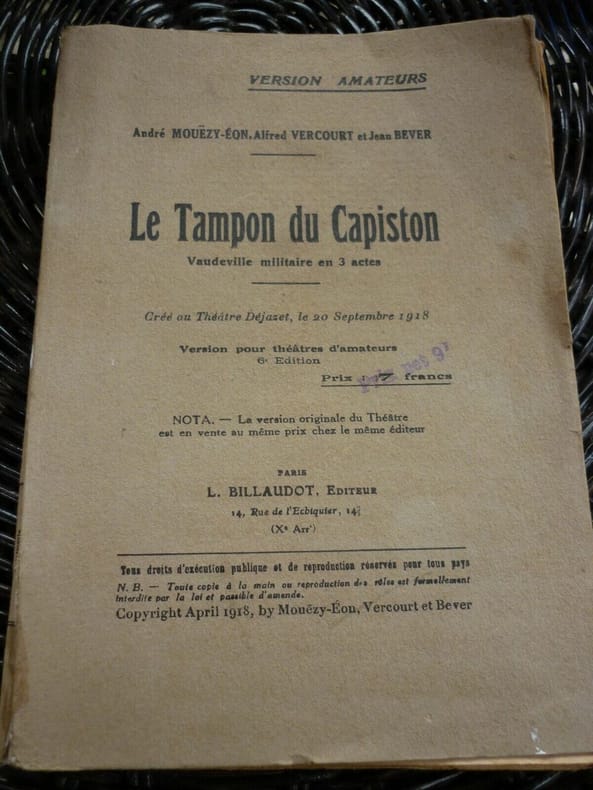 VERSION AMATEURS
André MOUËZY-ÉON, Alfred VERCOURT et Jean BEVER
Le Tampon du Capiston
Vaudeville militaire en 3 actes
Créé au Théâtre Déjazet, le 20 Septembre 1918
Version pour théâtres d'amateurs
6e Edition
Prix : 7 francs
Prix net 9f
NOTA. — La version originale du Théâtre
est en vente au même prix chez le même éditeur
PARIS
L. BILLAUDOT, EDITEUR
14, Rue de l'Echiquier, 14
(Xe Arrt)
Tous droits d'exécution publique et de reproduction réservés pour tous pays
N. B. — Toute copie à la main ou reproduction des rôles est formellement
interdite par la loi et passible d'amende.
Copyright April 1918, by Mouëzy-Éon, Vercourt et Bever